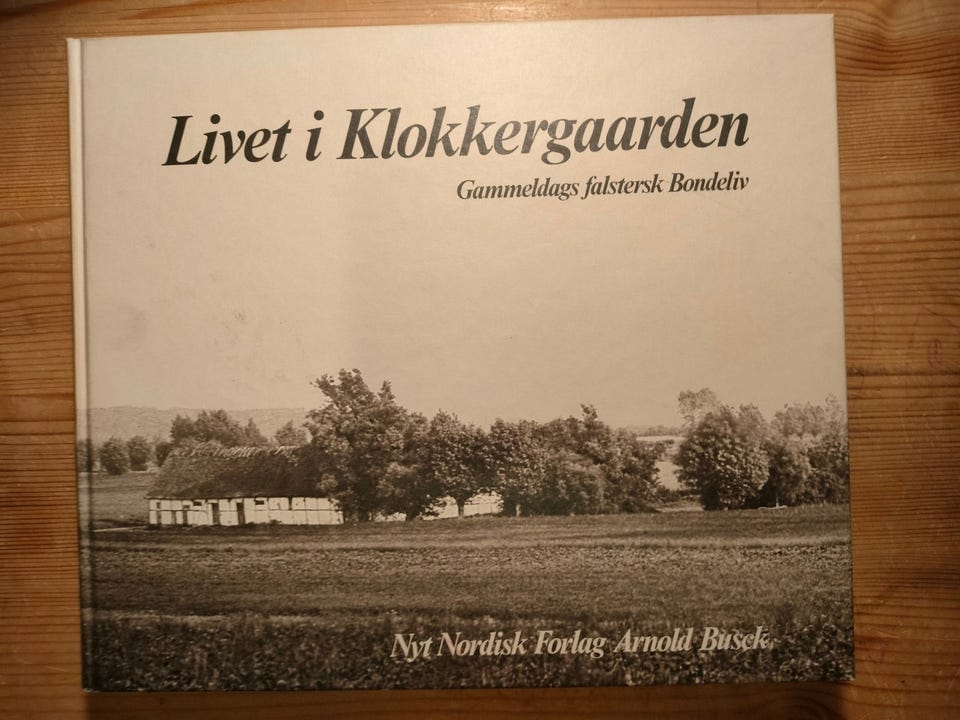 Livet i Klokkergaarden
Gammeldags falstersk Bondeliv
Nyt Nordisk Forlag Arnold Busck